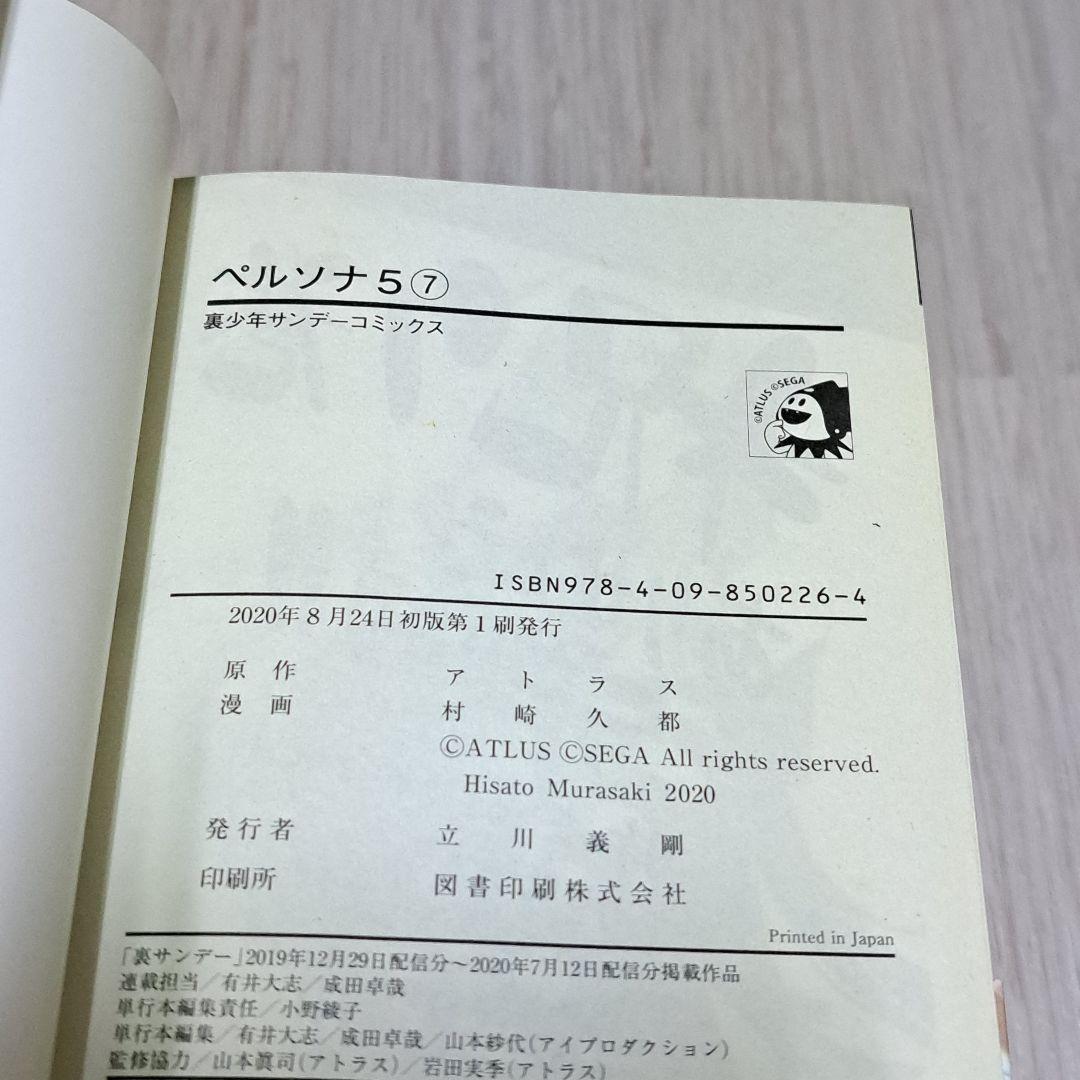 ペルソナ5⑦
裏少年サンデーコミックス
©ATLUS ©SEGA
ISBN978-4-09-850226-4
2020年8月24日初版第1刷発行
原作 アトラス
漫画 村崎久都
©ATLUS ©SEGA All rights reserved.
Hisato Murasaki 2020
発行者 立川義剛
印刷所 図書印刷株式会社
Printed in Japan
「裏サンデー」2019年12月29日配信分~2020年7月12日配信分掲載作品
連載担当/有井大志/成田卓哉
単行本編集責任/小野綾子
単行本編集/有井大志/成田卓哉/山本紗代(アイプロダクション)
監修協力/山本眞司(アトラス)/岩田実季(アトラス)